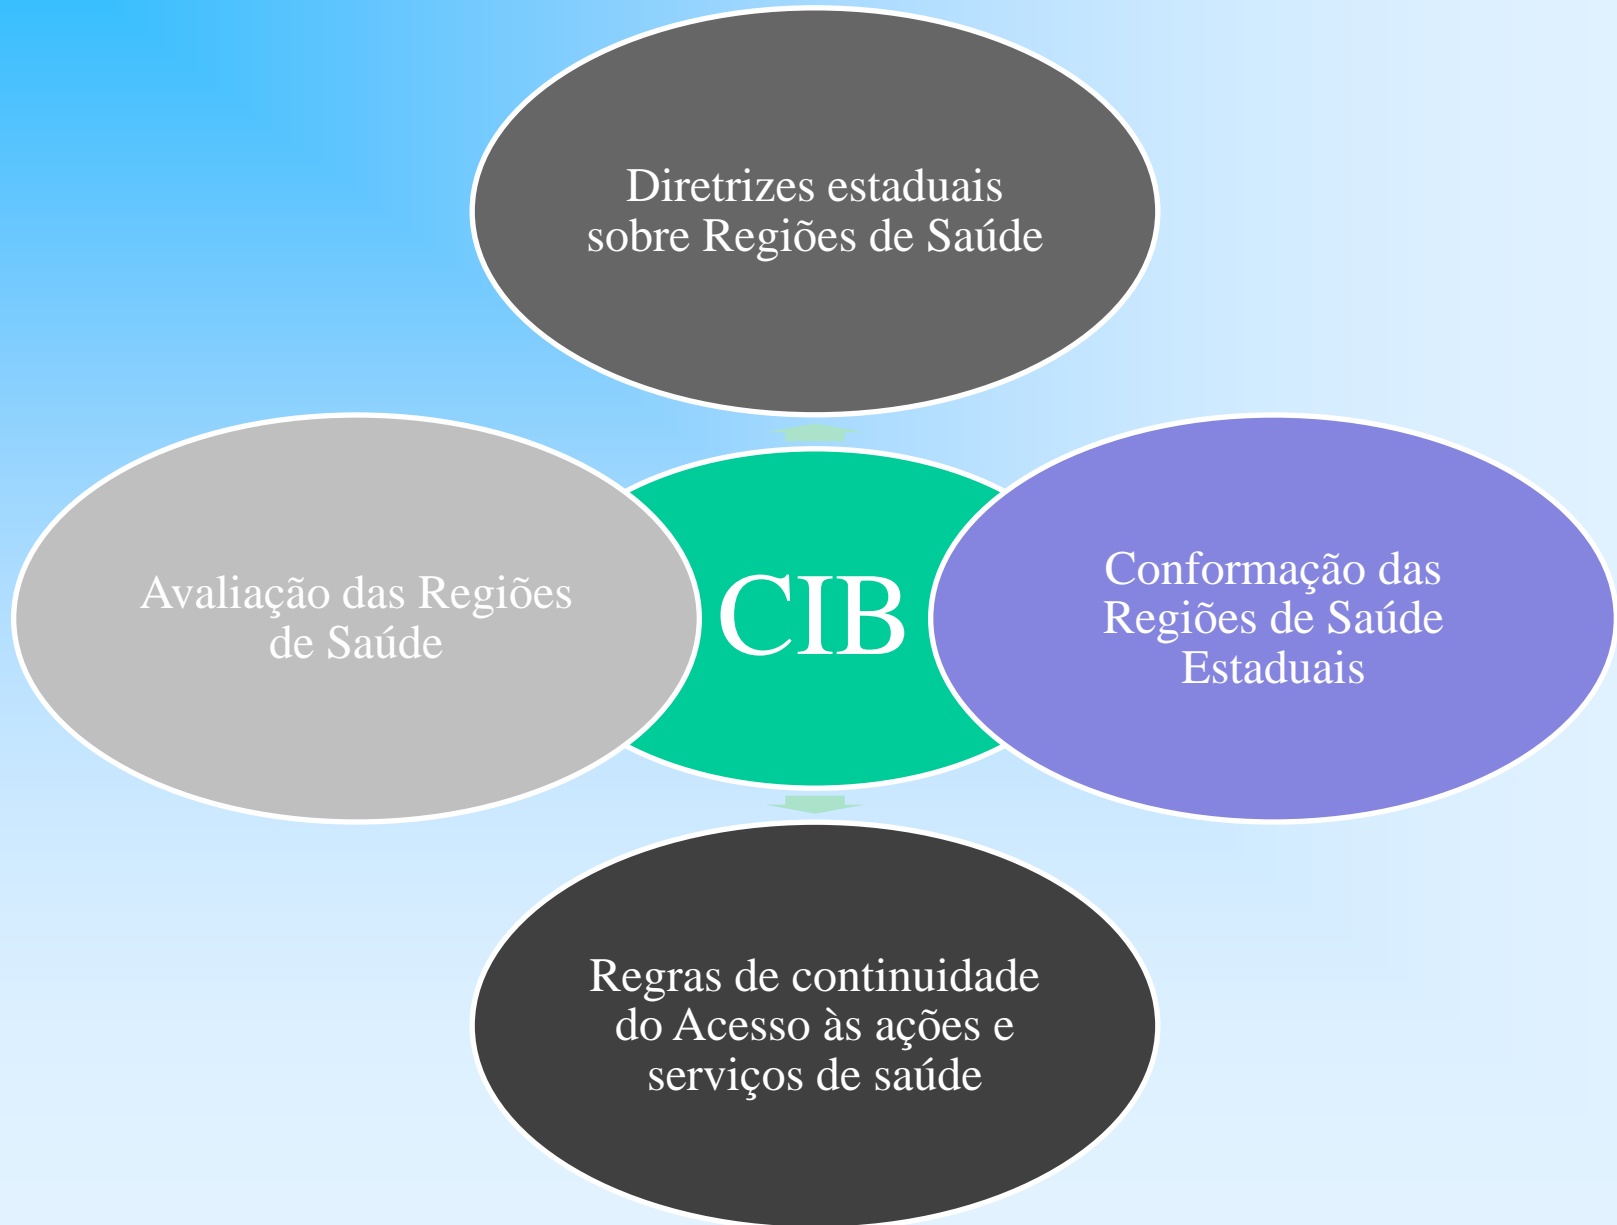 Diretrizes estaduais
sobre Regiões de Saúde
Avaliação das Regiões
de Saúde
CIB
Conformação das
Regiões de Saúde
Estaduais
Regras de continuidade
do Acesso às ações e
serviços de saúde